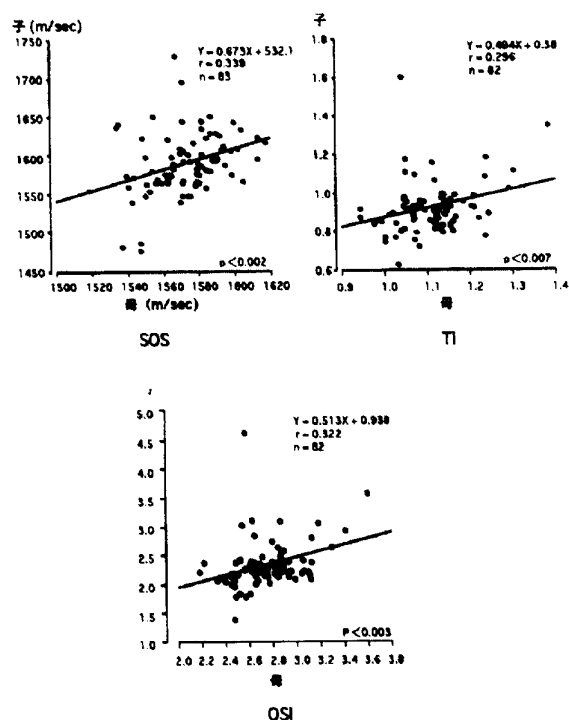 子 (m/sec)
1750
1700
1650
1600
1550
1500
1450
Y=0.673X+532.1
r=0.339
n=83
p<0.002
1500 1520 1540 1560 1580 1600 1620
母 (m/sec)
SOS
子
1.8
1.6
1.4
1.2
1.0
0.8
0.6
Y=0.484X+0.38
r=0.296
n=82
p<0.007
0.9 1.0 1.1 1.2 1.3 1.4
母
TI
5.0
4.5
4.0
3.5
3.0
2.5
2.0
1.5
1.0
Y=0.513X+0.938
r=0.322
n=82
P<0.003
2.0 2.2 2.4 2.6 2.8 3.0 3.2 3.4 3.6 3.8
母
OSI